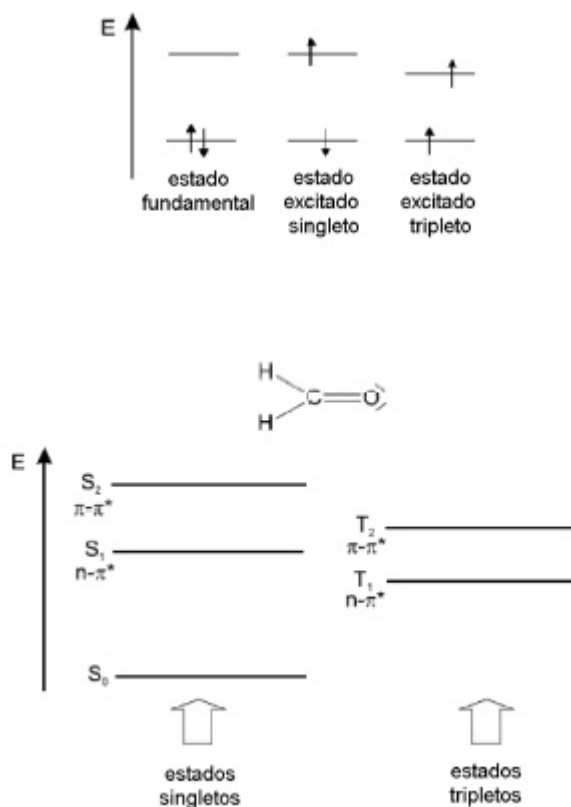 E
estado
fundamental
estado
excitado
singleto
estado
excitado
tripleto
H
C O
H
E
S₂
π-π*
S₁
n-π*
S₀
T₂
π-π*
T₁
n-π*
estados
singletos
estados
tripletos